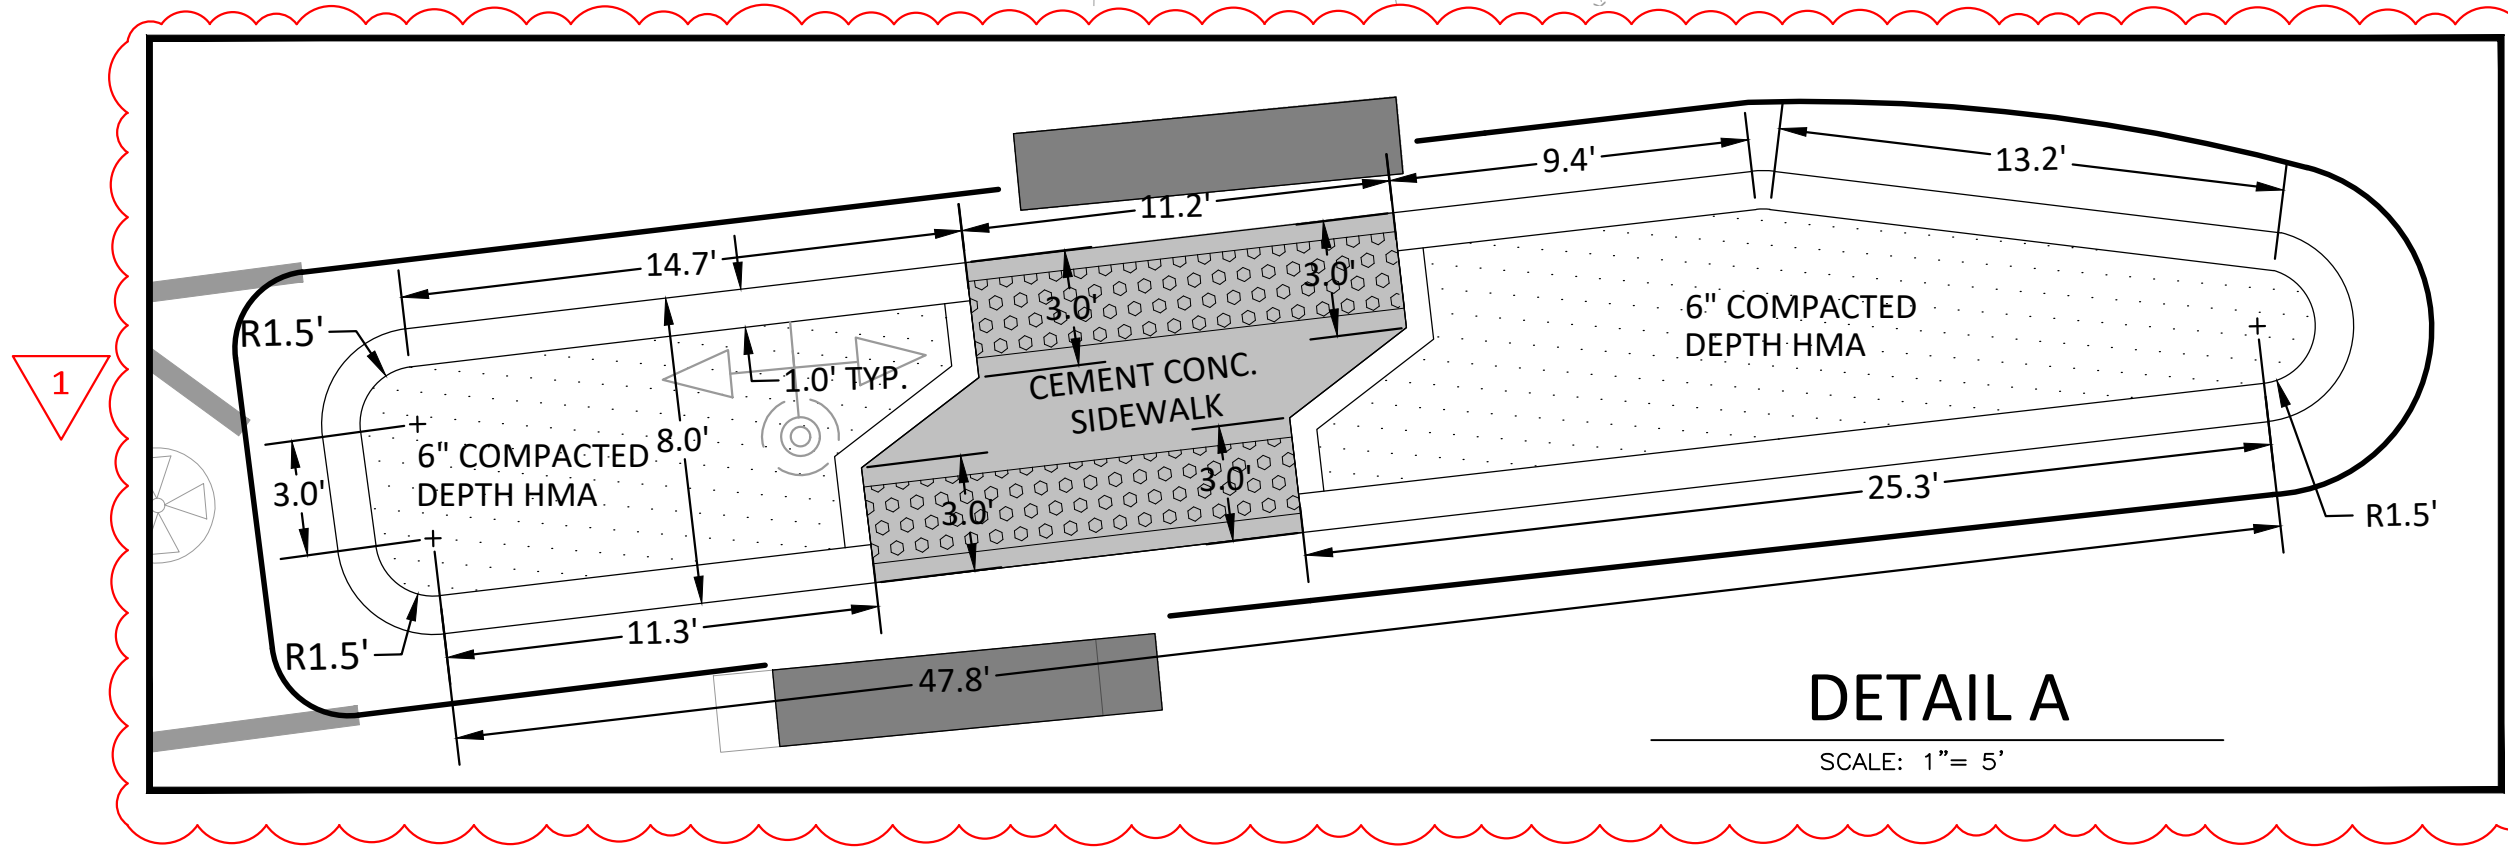 9.4'
13.2'
11.2'
14.7'
3.0'
3.0'
R1.5'
6" COMPACTED
DEPTH HMA
1.0' TYP.
CEMENT CONC.
SIDEWALK
1
8.0'
6" COMPACTED
DEPTH HMA
3.0'
3.0'
3.0'
25.3'
R1.5'
R1.5'
11.3'
47.8'
DETAIL A
SCALE: 1"= 5'